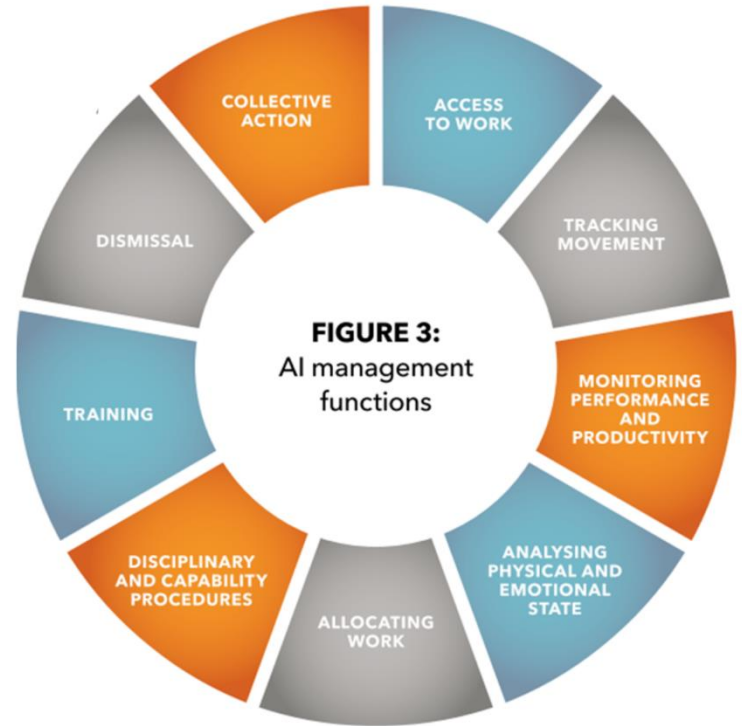 COLLECTIVE
ACTION
ACCESS
TO WORK
TRACKING
MOVEMENT
MONITORING
PERFORMANCE
AND
PRODUCTIVITY
ANALYSING
PHYSICAL AND
EMOTIONAL
STATE
ALLOCATING
WORK
DISCIPLINARY
AND CAPABILITY
PROCEDURES
TRAINING
DISMISSAL
FIGURE 3:
AI management
functions